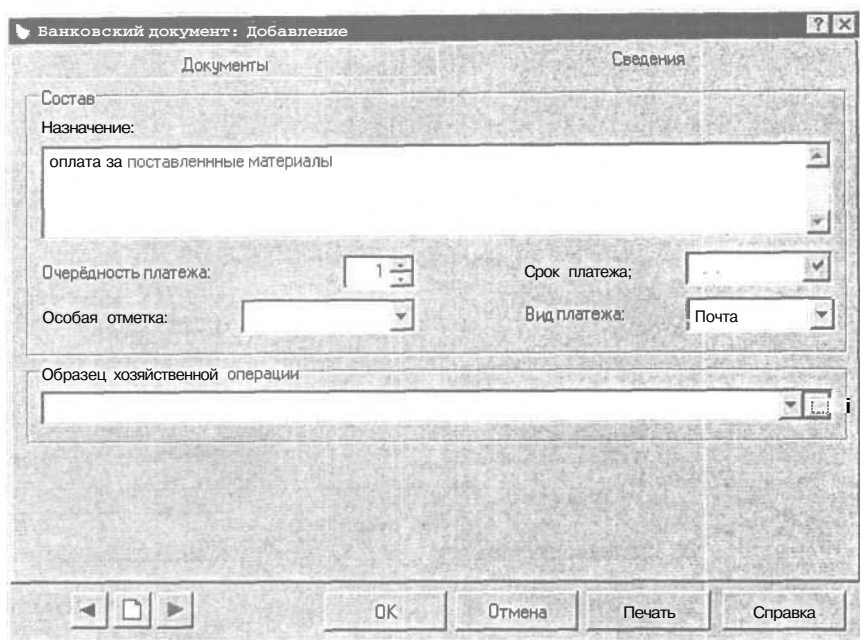 Банковский документ: Добавление
Документы Сведения
Состав
Назначение:
оплата за поставленнные материалы
Очерёдность платежа: 1 Срок платежа;
Особая отметка: Вид платежа: Почта
Образец хозяйственной операции
ОК Отмена Печать Справка